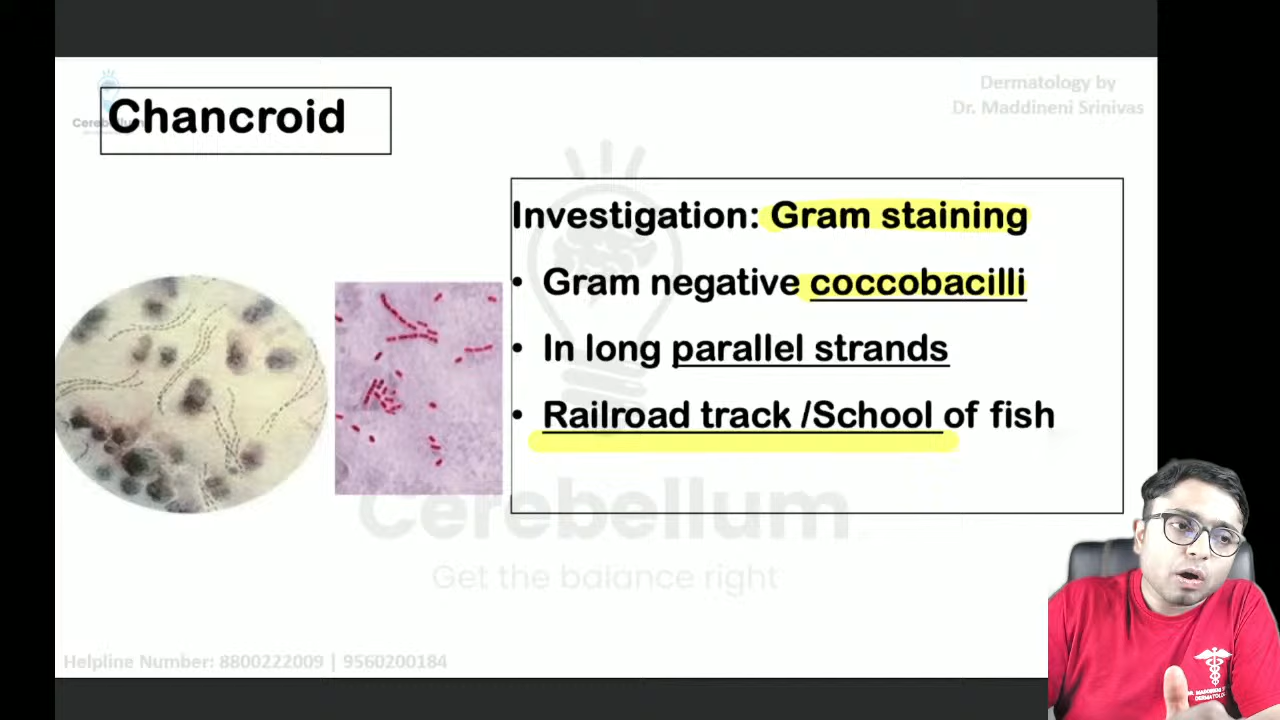 Dermatology by
Dr. Maddineni Srinivas
Chancroid
Investigation: Gram staining
• Gram negative coccobacilli
• In long parallel strands
• Railroad track /School of fish
Cerebellum
Get the balance right
Helpline Number: 8800222009 | 9560200184